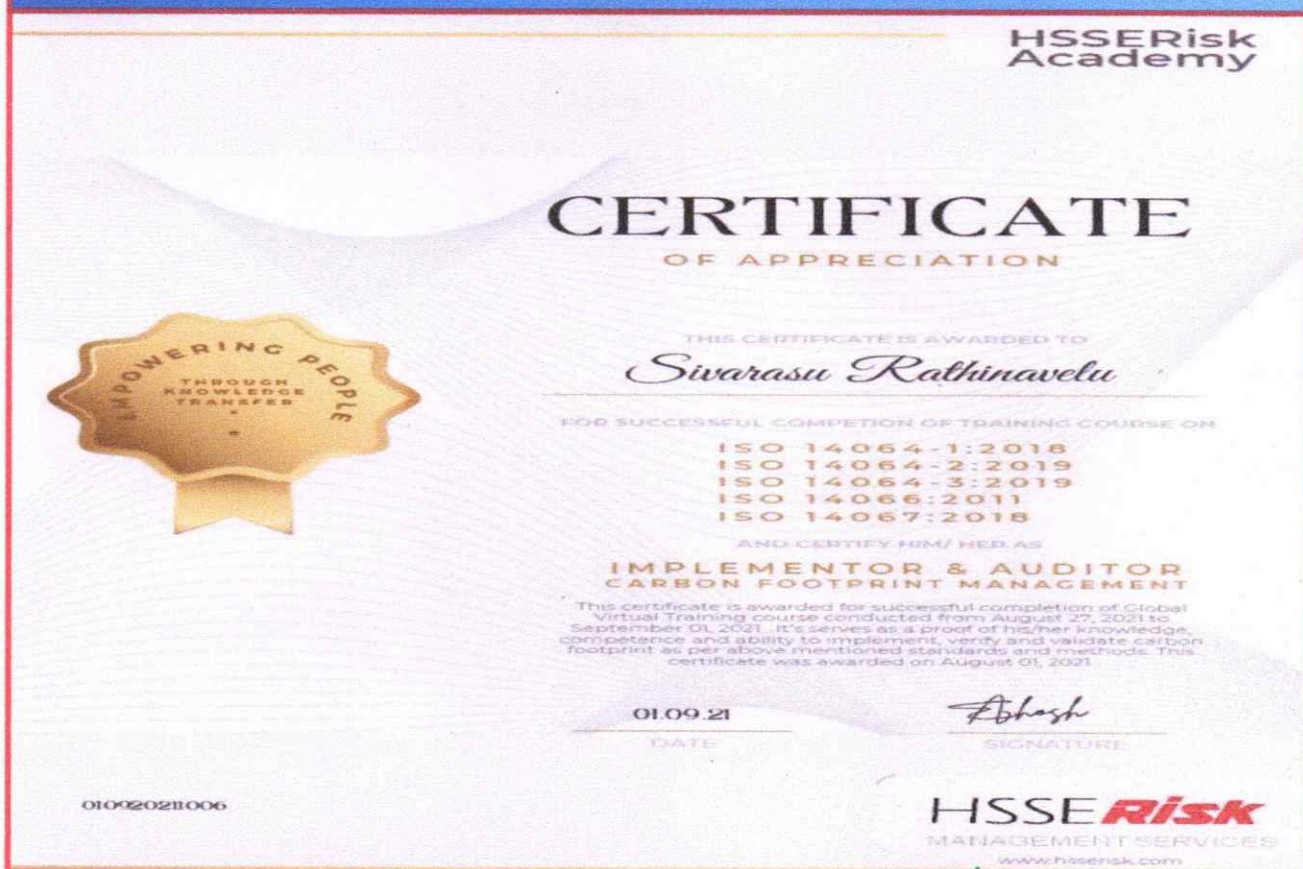 HSSERisk
Academy
CERTIFICATE
OF APPRECIATION
THIS CERTIFICATE IS AWARDED TO
Sivarasu Rathinavelu
EMPOWERING PEOPLE
THROUGH
KNOWLEDGE
TRANSFER
FOR SUCCESSFUL COMPETION OF TRAINING COURSE ON
ISO 14064-1:2018
ISO 14064-2:2019
ISO 14064-3:2019
ISO 14066:2011
ISO 14067:2018
AND CERTIFY HIM/ HER AS
IMPLEMENTOR & AUDITOR
CARBON FOOTPRINT MANAGEMENT
This certificate is awarded for successful completion of Global
Virtual Training course conducted from August 27, 2021 to
September 01, 2021. It's serves as a proof of his/her knowledge,
competence and ability to implement, verify and validate carbon
footprint as per above mentioned standards and methods. This
certificate was awarded on August 01, 2021
01.09.21
DATE
Abhash
SIGNATURE
010920211006
HSSE Risk
MANAGEMENT SERVICES
www.hsserisk.com